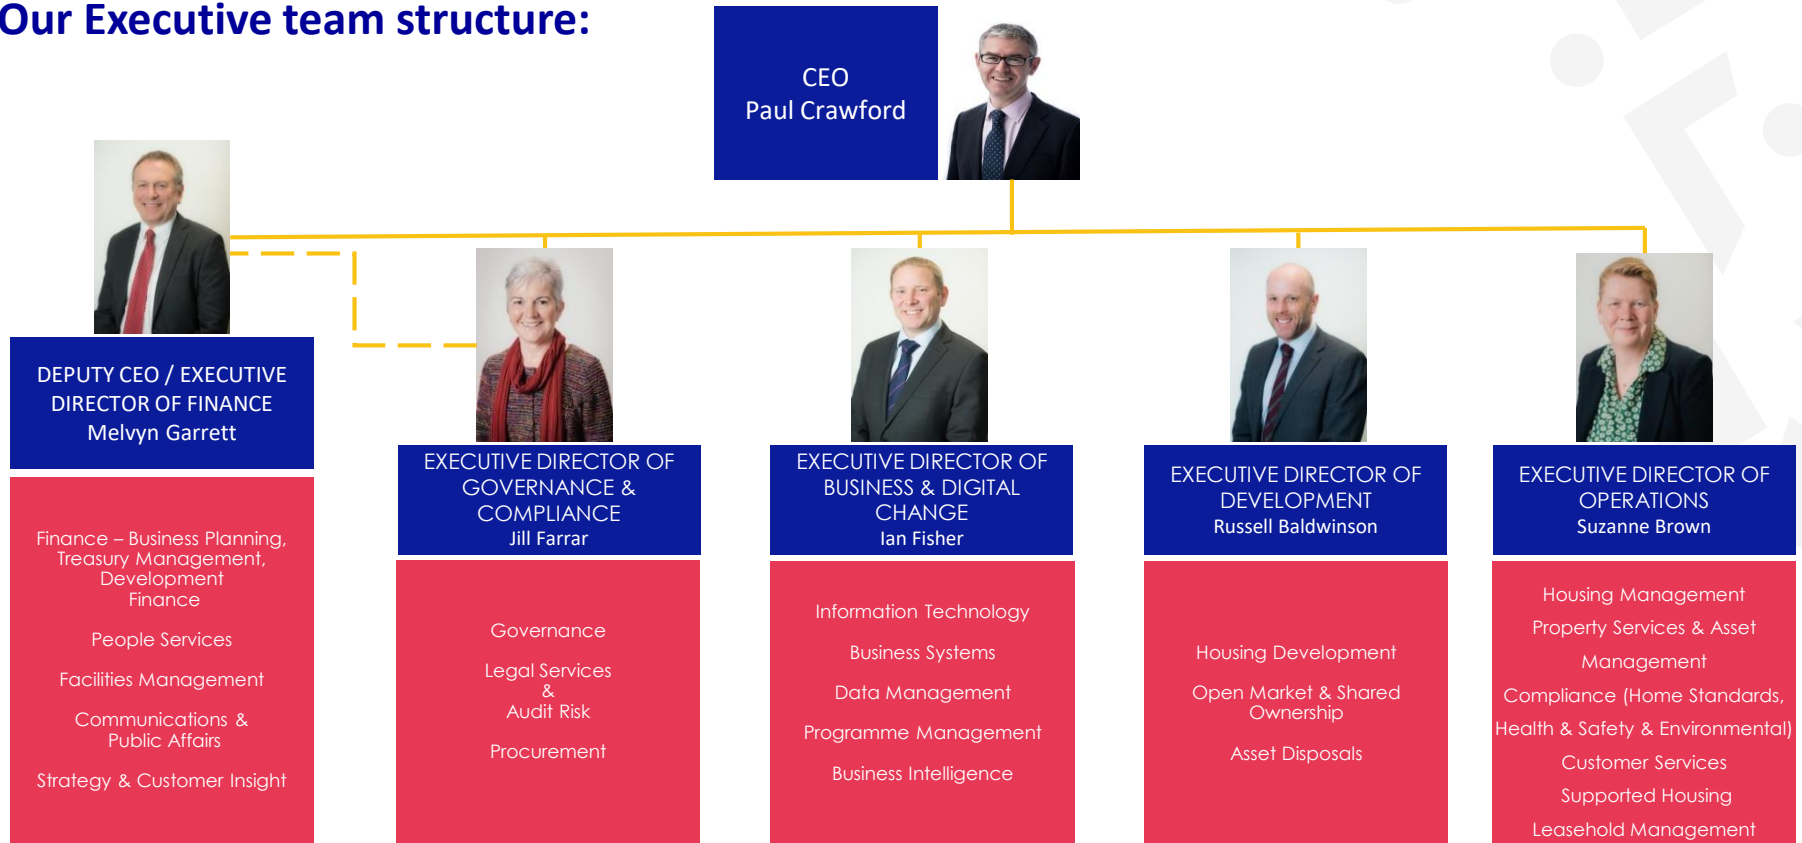 Our Executive team structure:
CEO
Paul Crawford
DEPUTY CEO / EXECUTIVE
DIRECTOR OF FINANCE
Melvyn Garrett
Finance – Business Planning,
Treasury Management,
Development
Finance
People Services
Facilities Management
Communications &
Public Affairs
Strategy & Customer Insight
EXECUTIVE DIRECTOR OF
GOVERNANCE &
COMPLIANCE
Jill Farrar
Governance
Legal Services
&
Audit Risk
Procurement
EXECUTIVE DIRECTOR OF
BUSINESS & DIGITAL
CHANGE
Ian Fisher
Information Technology
Business Systems
Data Management
Programme Management
Business Intelligence
EXECUTIVE DIRECTOR OF
DEVELOPMENT
Russell Baldwinson
Housing Development
Open Market & Shared
Ownership
Asset Disposals
EXECUTIVE DIRECTOR OF
OPERATIONS
Suzanne Brown
Housing Management
Property Services & Asset
Management
Compliance (Home Standards,
Health & Safety & Environmental)
Customer Services
Supported Housing
Leasehold Management